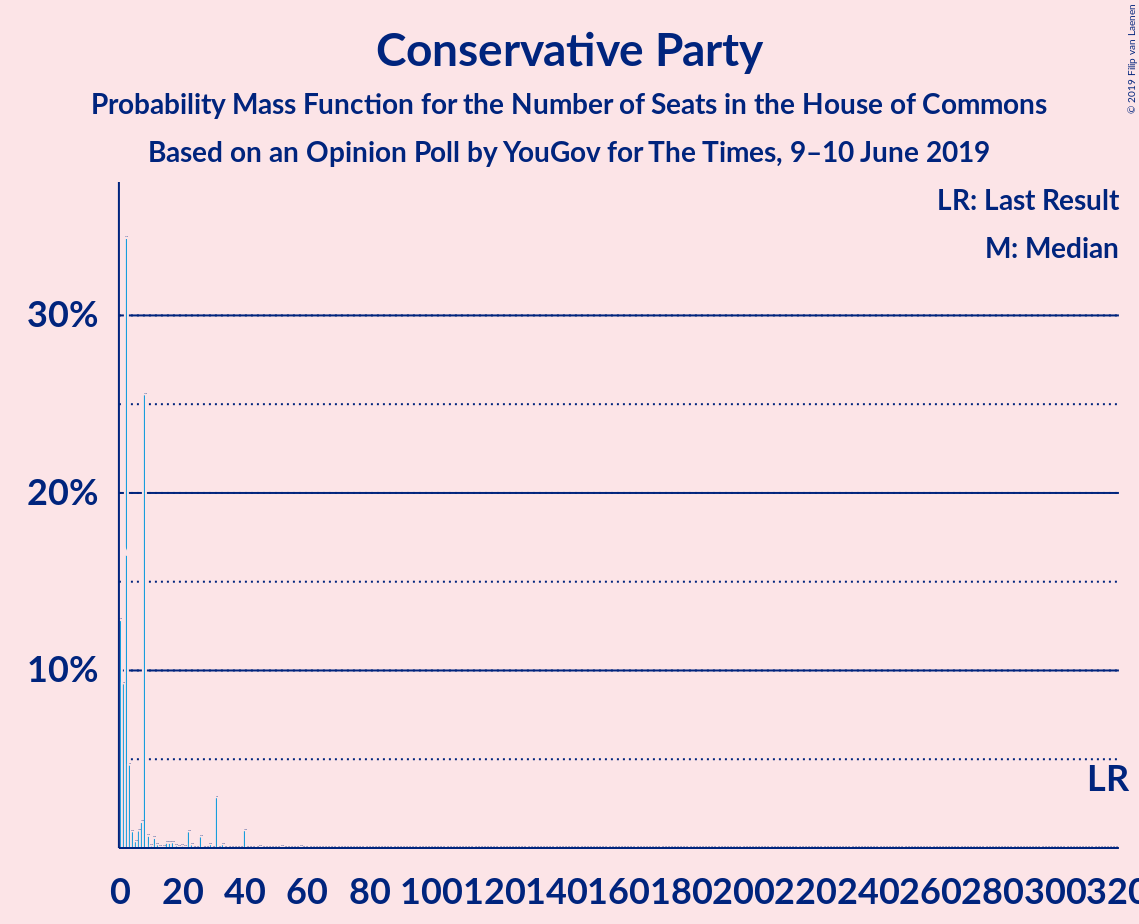 Conservative Party
Probability Mass Function for the Number of Seats in the House of Commons
Based on an Opinion Poll by YouGov for The Times, 9–10 June 2019
© 2019 Filip van Laenen
LR: Last Result
M: Median
30%
20%
10%
LR
0 20 40 60 80 100 120 140 160 180 200 220 240 260 280 300 320